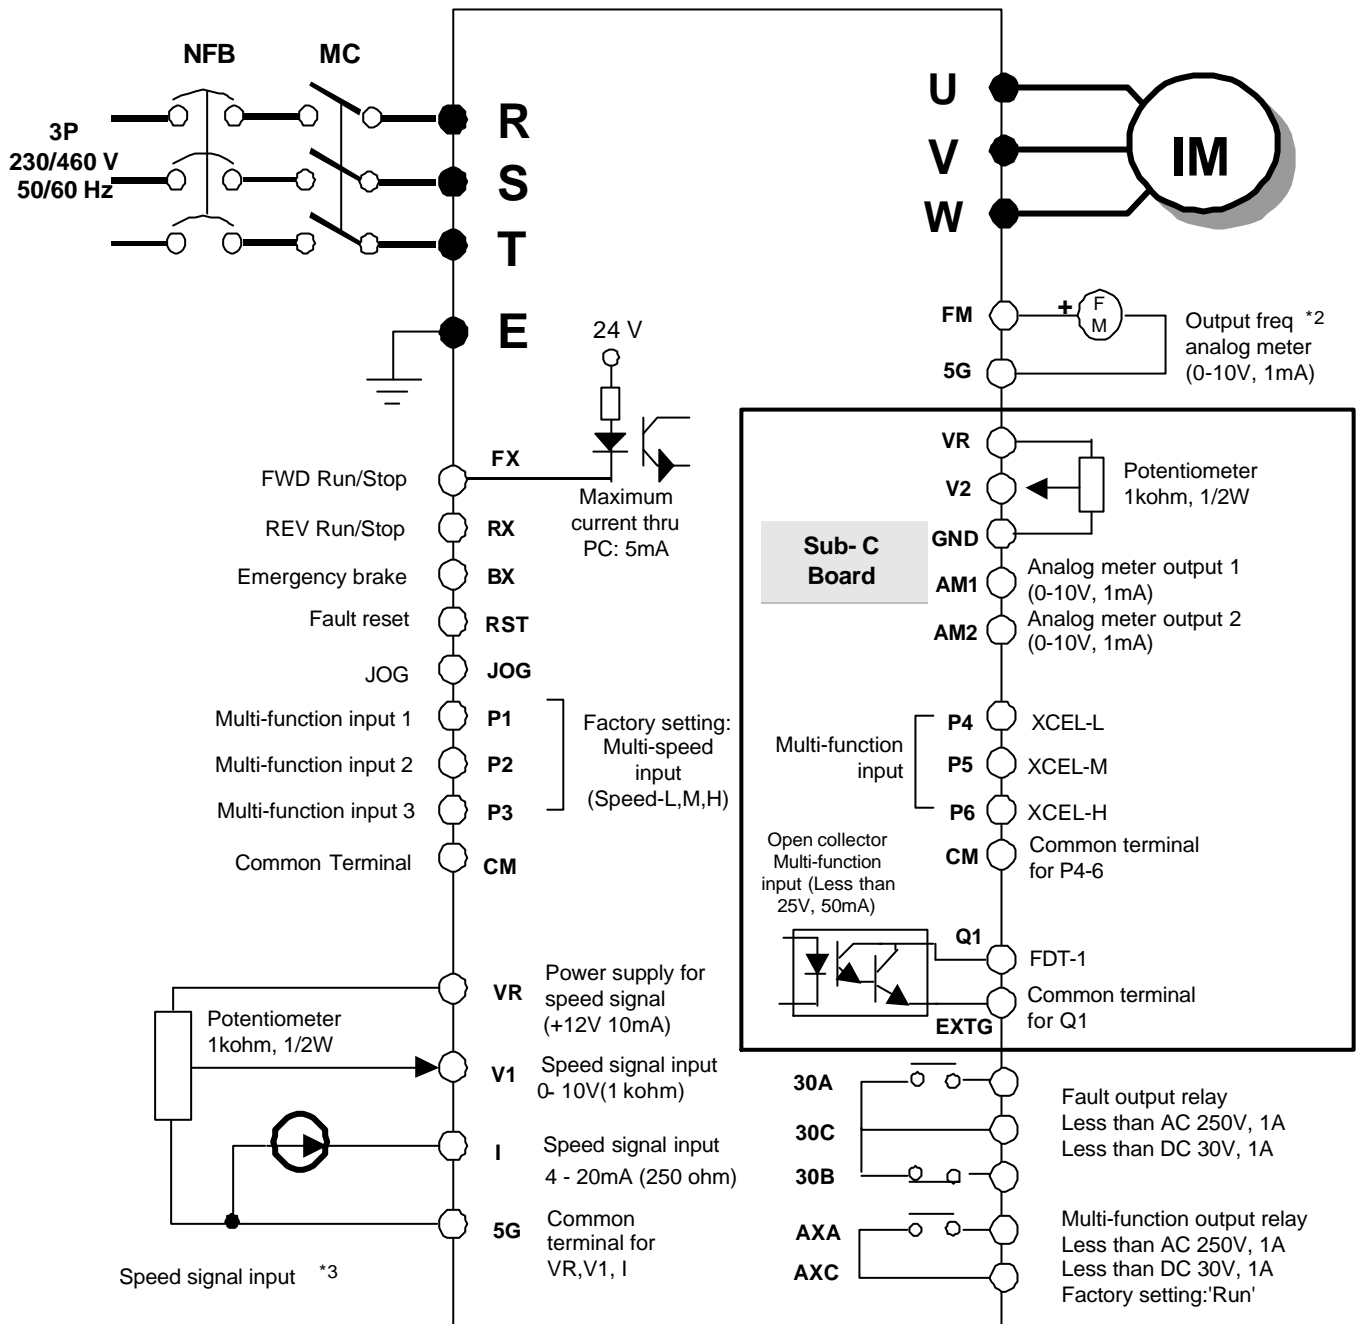 NFB
MC
3P
230/460 V
50/60 Hz
R
S
T
E
U
V
W
IM
24 V
FX
FWD Run/Stop
Maximum
current thru
PC: 5mA
REV Run/Stop
RX
Emergency brake
BX
Fault reset
RST
JOG
JOG
Multi-function input 1
P1
Multi-function input 2
P2
Multi-function input 3
P3
Factory setting:
Multi-speed
input
(Speed-L,M,H)
Common Terminal
CM
VR
Power supply for
speed signal
(+12V 10mA)
Potentiometer
1kohm, 1/2W
V1
Speed signal input
0- 10V(1 kohm)
I
Speed signal input
4 - 20mA (250 ohm)
5G
Common
terminal for
VR,V1, I
Speed signal input *3
FM
+
F
M
5G
Output freq *2
analog meter
(0-10V, 1mA)
VR
V2
GND
Potentiometer
1kohm, 1/2W
Sub- C
Board
AM1
Analog meter output 1
(0-10V, 1mA)
AM2
Analog meter output 2
(0-10V, 1mA)
Multi-function
input
P4
XCEL-L
P5
XCEL-M
P6
XCEL-H
CM
Common terminal
for P4-6
Open collector
Multi-function
input (Less than
25V, 50mA)
Q1
FDT-1
EXTG
Common terminal
for Q1
30A
30C
30B
Fault output relay
Less than AC 250V, 1A
Less than DC 30V, 1A
AXA
AXC
Multi-function output relay
Less than AC 250V, 1A
Less than DC 30V, 1A
Factory setting:'Run'